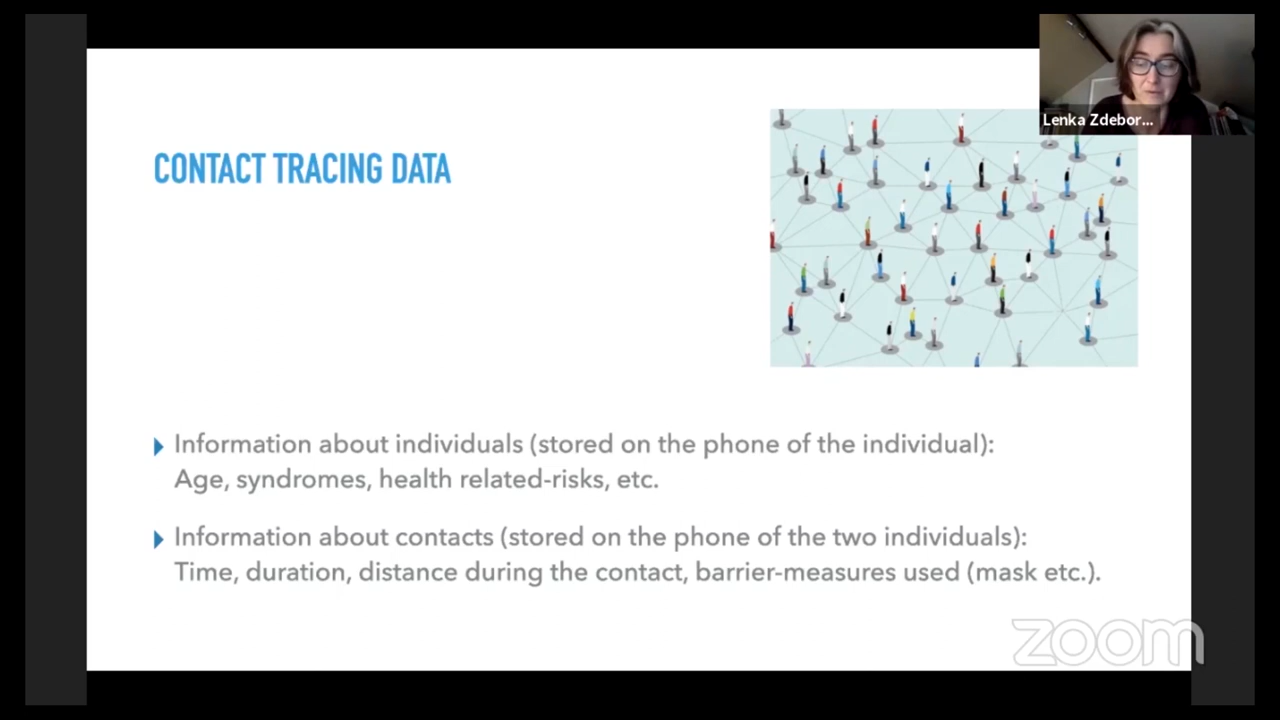 Lenka Zdebor...
CONTACT TRACING DATA
Information about individuals (stored on the phone of the individual):
Age, syndromes, health related-risks, etc.
Information about contacts (stored on the phone of the two individuals):
Time, duration, distance during the contact, barrier-measures used (mask etc.).
zoom